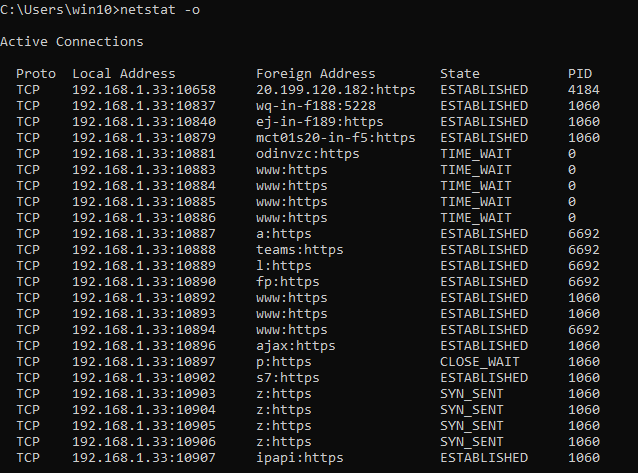 C:\Users\win10>netstat -o
Active Connections
Proto  Local Address          Foreign Address        State           PID
TCP    192.168.1.33:10658     20.199.120.182:https   ESTABLISHED     4184
TCP    192.168.1.33:10837     wq-in-f188:5228        ESTABLISHED     1060
TCP    192.168.1.33:10840     ej-in-f189:https       ESTABLISHED     1060
TCP    192.168.1.33:10879     mct01s20-in-f5:https   ESTABLISHED     1060
TCP    192.168.1.33:10881     odinvzc:https          TIME_WAIT       0
TCP    192.168.1.33:10883     www:https              TIME_WAIT       0
TCP    192.168.1.33:10884     www:https              TIME_WAIT       0
TCP    192.168.1.33:10885     www:https              TIME_WAIT       0
TCP    192.168.1.33:10886     www:https              TIME_WAIT       0
TCP    192.168.1.33:10887     a:https                ESTABLISHED     6692
TCP    192.168.1.33:10888     teams:https            ESTABLISHED     6692
TCP    192.168.1.33:10889     l:https                ESTABLISHED     6692
TCP    192.168.1.33:10890     fp:https               ESTABLISHED     6692
TCP    192.168.1.33:10892     www:https              ESTABLISHED     1060
TCP    192.168.1.33:10893     www:https              ESTABLISHED     1060
TCP    192.168.1.33:10894     www:https              ESTABLISHED     6692
TCP    192.168.1.33:10896     ajax:https             ESTABLISHED     1060
TCP    192.168.1.33:10897     p:https                CLOSE_WAIT      1060
TCP    192.168.1.33:10902     s7:https               ESTABLISHED     1060
TCP    192.168.1.33:10903     z:https                SYN_SENT        1060
TCP    192.168.1.33:10904     z:https                SYN_SENT        1060
TCP    192.168.1.33:10905     z:https                SYN_SENT        1060
TCP    192.168.1.33:10906     z:https                SYN_SENT        1060
TCP    192.168.1.33:10907     ipapi:https            ESTABLISHED     1060